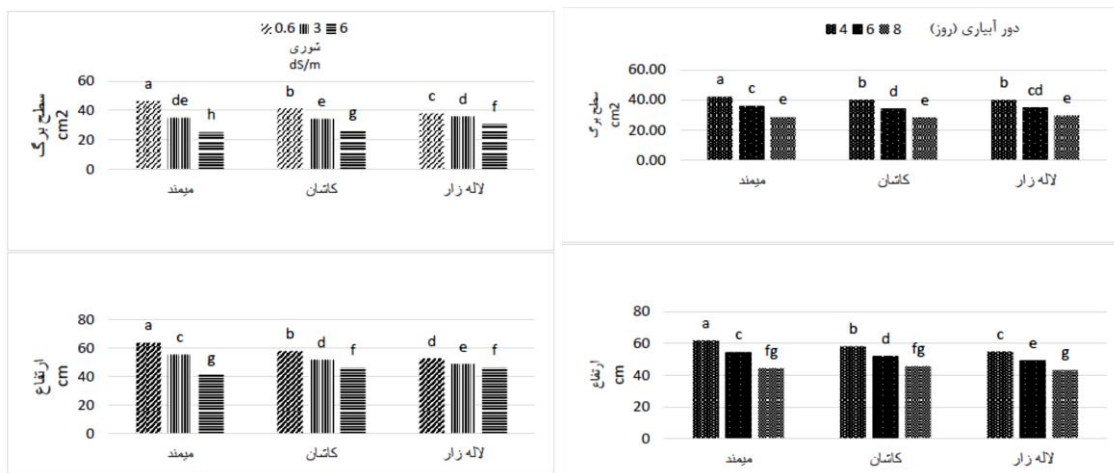 0.6 3 6
شوری
dS/m
سطح برگ
cm2
60
40
20
0
a de h b e g c d f
میمند کاشان لاله زار
4 6 8 دور آبیاری (روز)
سطح برگ
cm2
60.00
40.00
20.00
0.00
a c e b d e b cd e
میمند کاشان لاله زار
ارتفاع
cm
80
60
40
20
0
a c g b d f d e f
میمند کاشان لاله زار
ارتفاع
cm
80
60
40
20
0
a c fg b d fg c e g
میمند کاشان لاله زار